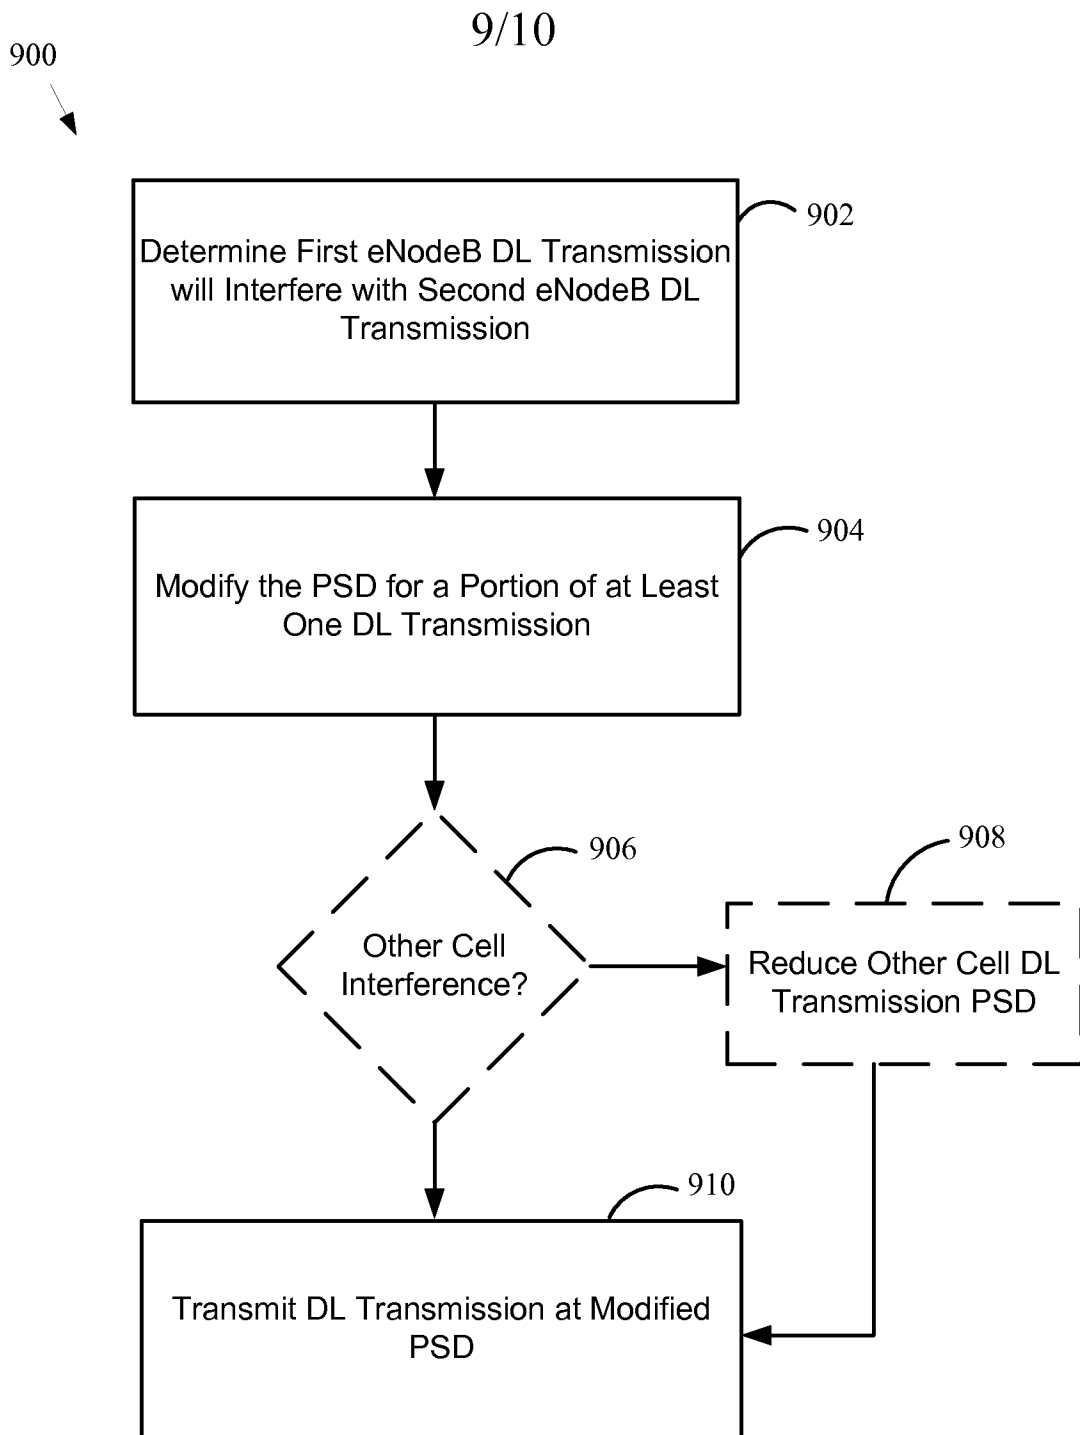 9/10
900
902
Determine First eNodeB DL Transmission
will Interfere with Second eNodeB DL
Transmission
904
Modify the PSD for a Portion of at Least
One DL Transmission
906
Other Cell
Interference?
908
Reduce Other Cell DL
Transmission PSD
910
Transmit DL Transmission at Modified
PSD